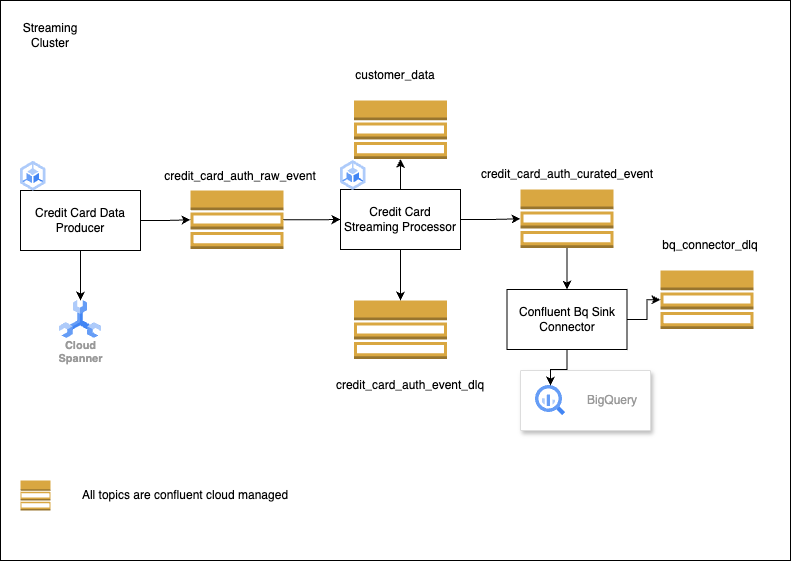 Streaming
Cluster
customer_data
credit_card_auth_raw_event
credit_card_auth_curated_event
Credit Card Data
Producer
Credit Card
Streaming Processor
bq_connector_dlq
Confluent Bq Sink
Connector
Cloud
Spanner
credit_card_auth_event_dlq
BigQuery
All topics are confluent cloud managed